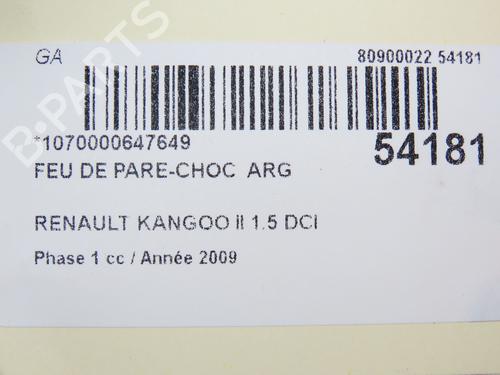 GA 80900022 54181
*1070000647649 54181
FEU DE PARE-CHOC ARG
RENAULT KANGOO II 1.5 DCI
Phase 1 cc / Année 2009
B-PARTS